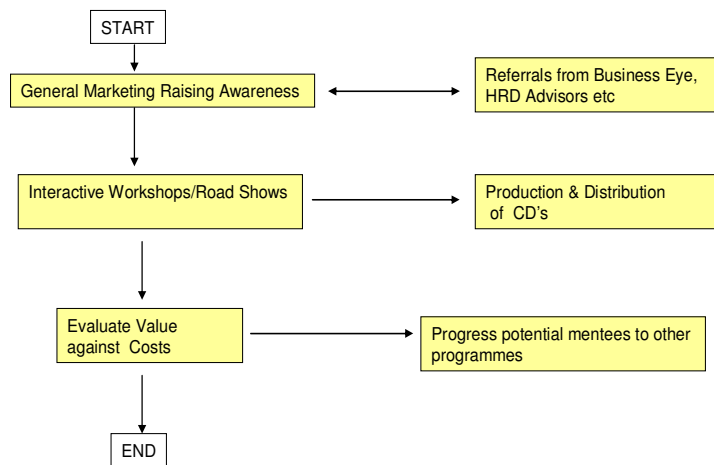 START
General Marketing Raising Awareness
Referrals from Business Eye,
HRD Advisors etc
Interactive Workshops/Road Shows
Production & Distribution
of CD's
Evaluate Value
against Costs
Progress potential mentees to other
programmes
END